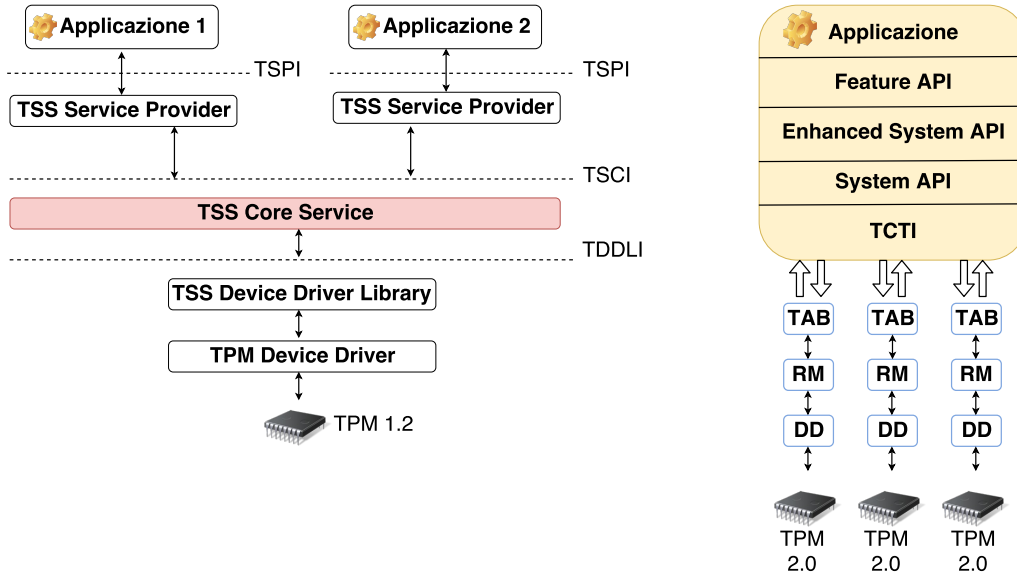 Applicazione 1
Applicazione 2
TSPI
TSPI
TSS Service Provider
TSS Service Provider
TSCI
TSS Core Service
TDDLI
TSS Device Driver Library
TPM Device Driver
TPM 1.2
Applicazione
Feature API
Enhanced System API
System API
TCTI
TAB
TAB
TAB
RM
RM
RM
DD
DD
DD
TPM
2.0
TPM
2.0
TPM
2.0